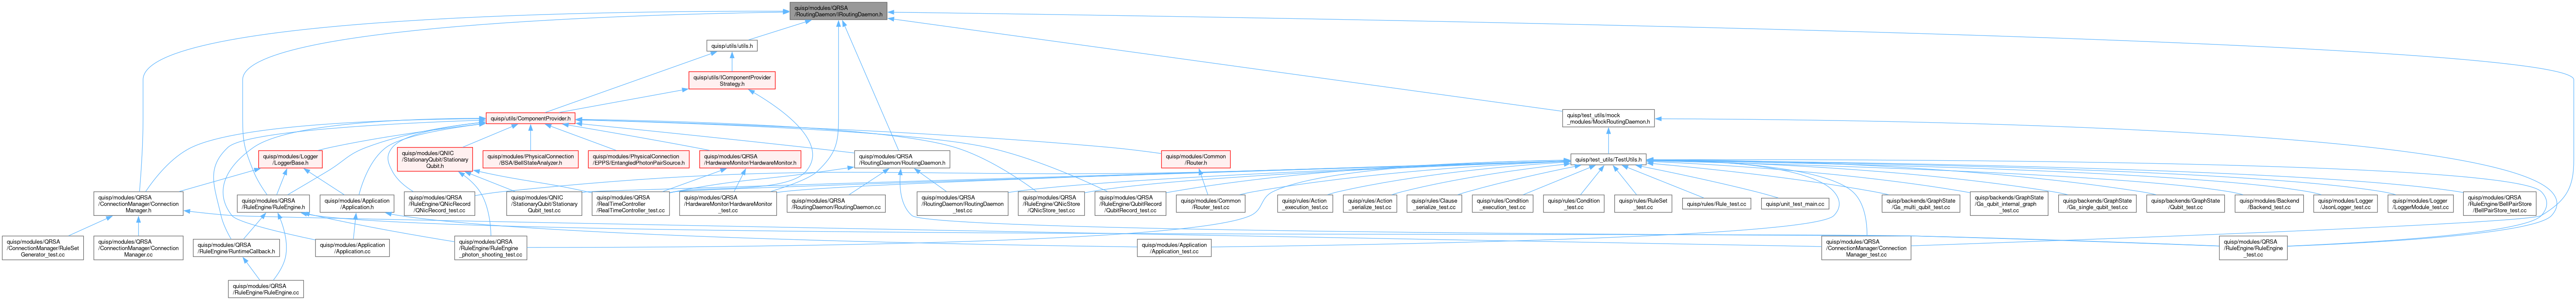 quisp/modules/QRSA
/RoutingDaemon/IRoutingDaemon.h
quisp/utils/utils.h
quisp/utils/IComponentProvider
Strategy.h
quisp/utils/ComponentProvider.h
quisp/test_utils/mock
_modules/MockRoutingDaemon.h
quisp/modules/Logger
/LoggerBase.h
quisp/modules/QNIC
/StationaryQubit/Stationary
Qubit.h
quisp/modules/PhysicalConnection
/BSA/BellStateAnalyzer.h
quisp/modules/PhysicalConnection
/EPPS/EntangledPhotonPairSource.h
quisp/modules/QRSA
/HardwareMonitor/HardwareMonitor.h
quisp/modules/QRSA
/RoutingDaemon/RoutingDaemon.h
quisp/modules/Common
/Router.h
quisp/test_utils/TestUtils.h
quisp/modules/QRSA
/ConnectionManager/Connection
Manager.h
quisp/modules/QRSA
/RuleEngine/RuleEngine.h
quisp/modules/Application
/Application.h
quisp/modules/QRSA
/RuleEngine/QNicRecord
/QNicRecord_test.cc
quisp/modules/QNIC
/StationaryQubit/Stationary
Qubit_test.cc
quisp/modules/QRSA
/RealTimeController
/RealTimeController_test.cc
quisp/modules/QRSA
/HardwareMonitor/HardwareMonitor
_test.cc
quisp/modules/QRSA
/RoutingDaemon/RoutingDaemon.cc
quisp/modules/QRSA
/RoutingDaemon/RoutingDaemon
_test.cc
quisp/modules/QRSA
/RuleEngine/QNicStore
/QNicStore_test.cc
quisp/modules/QRSA
/RuleEngine/QubitRecord
/QubitRecord_test.cc
quisp/modules/Common
/Router_test.cc
quisp/rules/Action
_execution_test.cc
quisp/rules/Action
_serialize_test.cc
quisp/rules/Clause
_serialize_test.cc
quisp/rules/Condition
_execution_test.cc
quisp/rules/Condition
_test.cc
quisp/rules/RuleSet
_test.cc
quisp/rules/Rule_test.cc
quisp/unit_test_main.cc
quisp/backends/GraphState
/Gs_multi_qubit_test.cc
quisp/backends/GraphState
/Gs_qubit_internal_graph
_test.cc
quisp/backends/GraphState
/Gs_single_qubit_test.cc
quisp/backends/GraphState
/Qubit_test.cc
quisp/modules/Backend
/Backend_test.cc
quisp/modules/Logger
/JsonLogger_test.cc
quisp/modules/Logger
/LoggerModule_test.cc
quisp/modules/QRSA
/RuleEngine/BellPairStore
/BellPairStore_test.cc
quisp/modules/QRSA
/ConnectionManager/RuleSet
Generator_test.cc
quisp/modules/QRSA
/ConnectionManager/Connection
Manager.cc
quisp/modules/QRSA
/RuleEngine/RuntimeCallback.h
quisp/modules/Application
/Application.cc
quisp/modules/QRSA
/RuleEngine/RuleEngine
_photon_shooting_test.cc
quisp/modules/Application
/Application_test.cc
quisp/modules/QRSA
/ConnectionManager/Connection
Manager_test.cc
quisp/modules/QRSA
/RuleEngine/RuleEngine
_test.cc
quisp/modules/QRSA
/RuleEngine/RuleEngine.cc